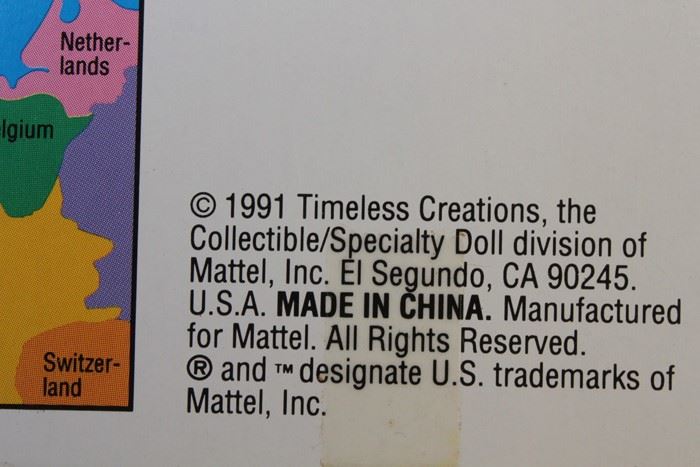 Nether-
lands
elgium
Switzer-
land
© 1991 Timeless Creations, the
Collectible/Specialty Doll division of
Mattel, Inc. El Segundo, CA 90245.
U.S.A. MADE IN CHINA. Manufactured
for Mattel. All Rights Reserved.
® and ™ designate U.S. trademarks of
Mattel, Inc.